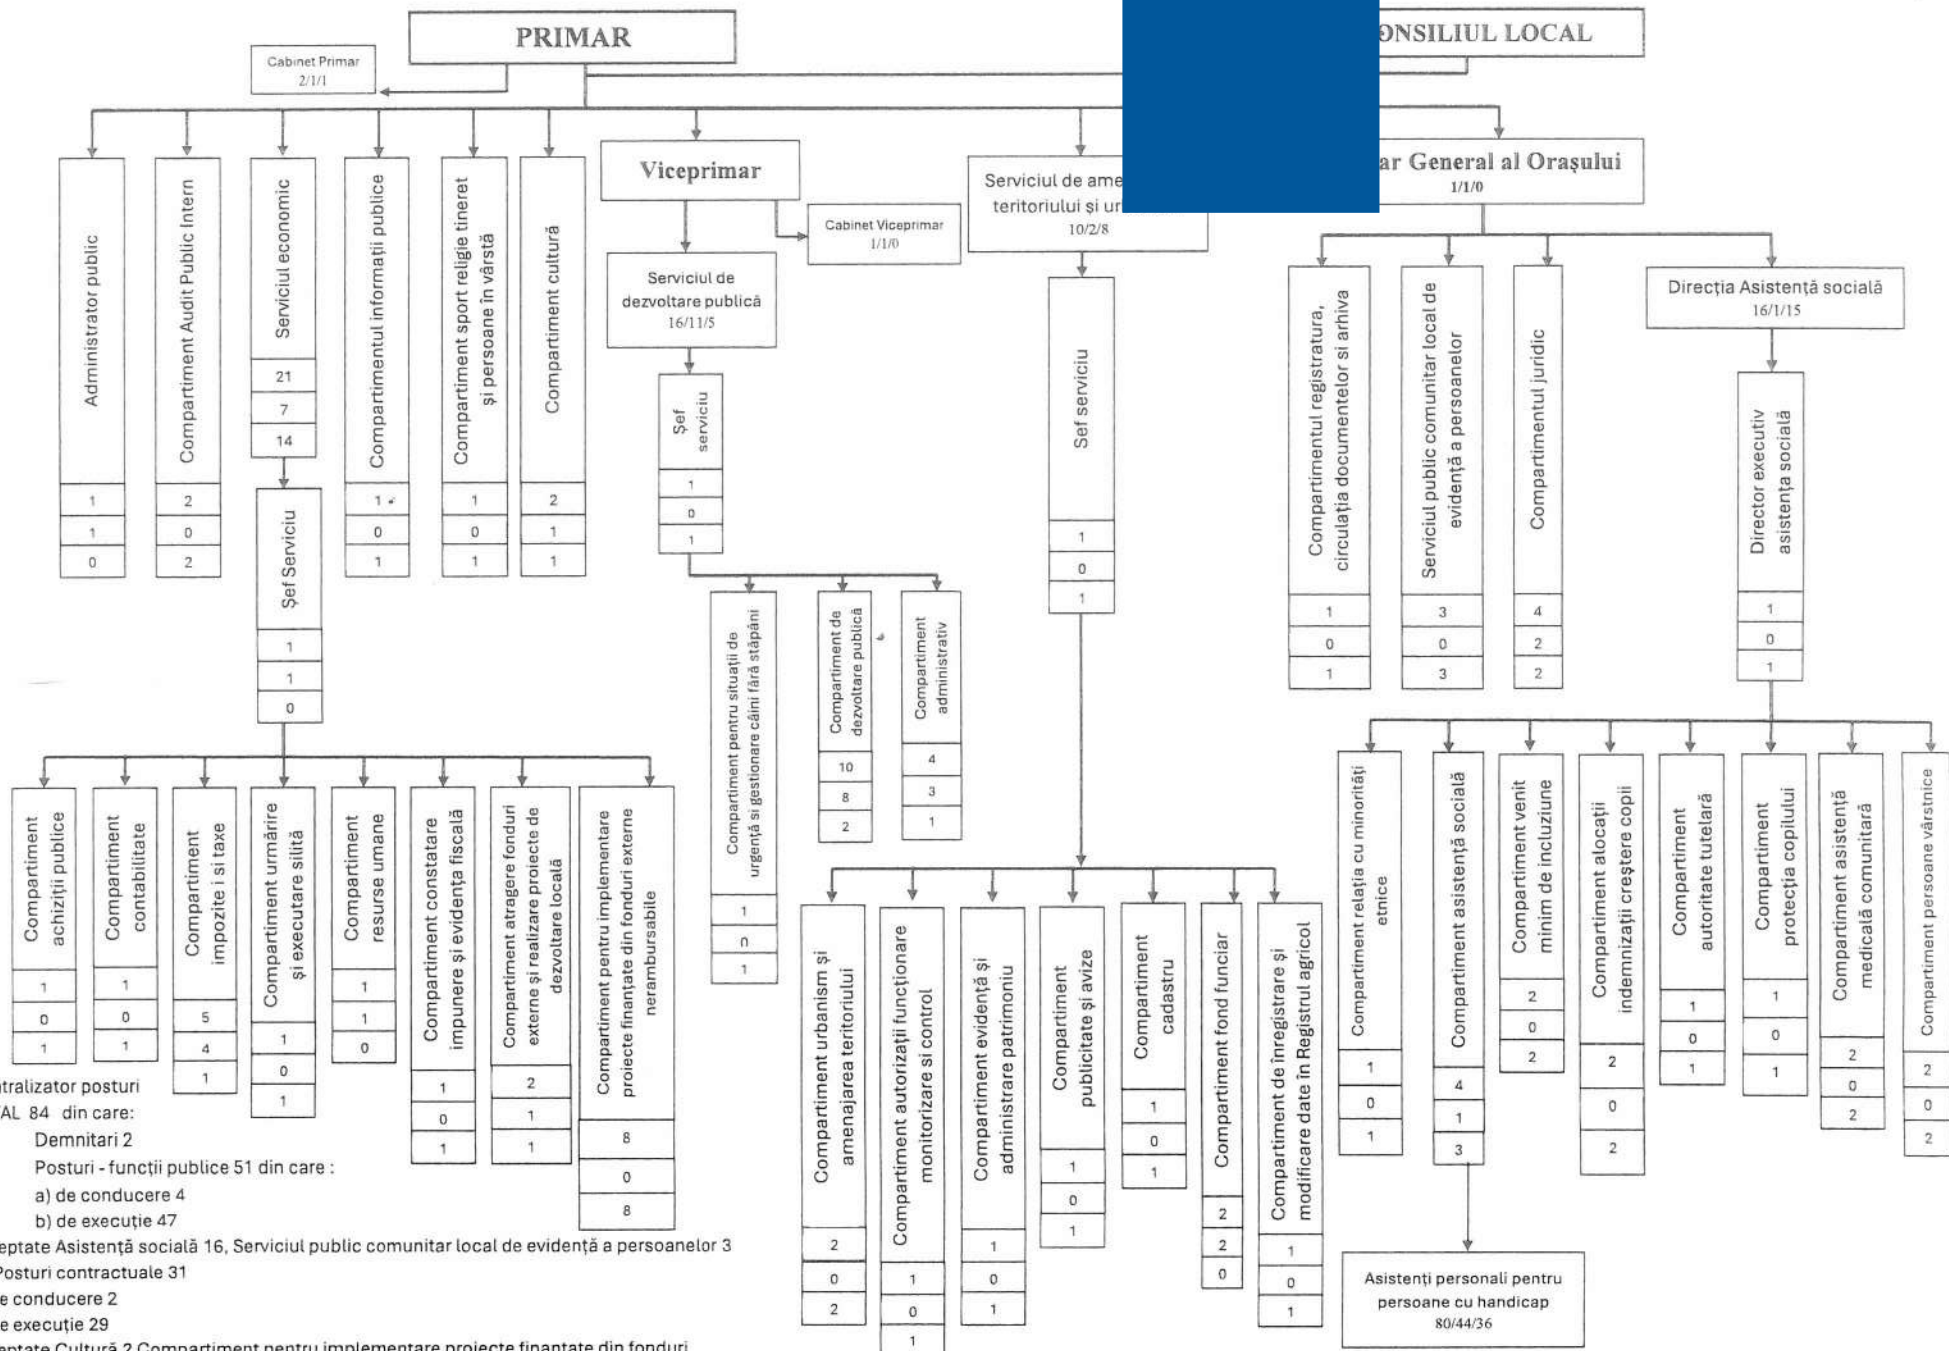 PRIMAR
ONSILIUL LOCAL
Cabinet Primar
2/1/1
Administrator public
1
1
0
Compartiment Audit Public Intern
2
0
2
Serviciul economic
21
7
14
Compartimentul informații publice
1
0
1
Compartiment sport religie tineret
și persoane în vârstă
1
0
1
Compartiment cultură
2
1
1
Viceprimar
Cabinet Viceprimar
1/1/0
Serviciul de
dezvoltare publică
16/11/5
Serviciul de ame
teritoriului și ur
10/2/8
ar General al Orașului
1/1/0
Șef Serviciu
1
1
0
Șef
serviciu
1
0
1
Sef serviciu
1
0
1
Compartimentul registratura,
circulația documentelor si arhiva
1
0
1
Serviciul public comunitar local de
evidență a persoanelor
3
0
3
Compartimentul juridic
4
2
2
Direcția Asistență socială
16/1/15
Director executiv
asistența socială
1
0
1
Compartiment
achiziții publice
1
0
1
Compartiment
contabilitate
1
0
1
Compartiment
impozite i si taxe
5
4
1
Compartiment urmărire
și executare silită
1
0
1
Compartiment
resurse umane
1
1
0
Compartiment constatare
impunere și evidența fiscală
1
0
1
Compartiment atragere fonduri
externe și realizare proiecte de
dezvoltare locală
2
1
1
Compartiment pentru implementare
proiecte finanțate din fonduri externe
nerambursabile
8
0
8
Compartiment pentru situații de
urgență si gestionare câini fără stăpâni
1
n
1
Compartiment de
dezvoltare publică
10
8
2
Compartiment
administrativ
4
3
1
Compartiment urbanism și
amenajarea teritoriului
2
0
2
Compartiment autorizații funcționare
monitorizare si control
1
0
1
Compartiment evidență și
administrare patrimoniu
1
0
1
Compartiment
publicitate și avize
1
0
1
Compartiment
cadastru
1
0
1
Compartiment fond funciar
2
2
0
Compartiment de înregistrare și
modificare date în Registrul agricol
1
0
1
Compartiment relația cu minorități
etnice
1
0
1
Compartiment asistență socială
4
1
3
Compartiment venit
minim de incluziune
2
0
2
Compartiment alocații
indemnizații creștere copii
2
0
2
Compartiment
autoritate tutelară
1
0
1
Compartiment
protecția copilului
1
0
1
Compartiment asistență
medicală comunitară
2
0
2
Compartiment persoane vârstnice
2
0
2
Asistenți personali pentru
persoane cu handicap
80/44/36
ntralizator posturi
AL 84 din care:
Demnitari 2
Posturi - funcții publice 51 din care :
a) de conducere 4
b) de execuție 47
eptate Asistență socială 16, Serviciul public comunitar local de evidență a persoanelor 3
Posturi contractuale 31
e conducere 2
e execuție 29
eptate Cultură 2 Compartiment pentru implementare proiecte finanțate din fonduri